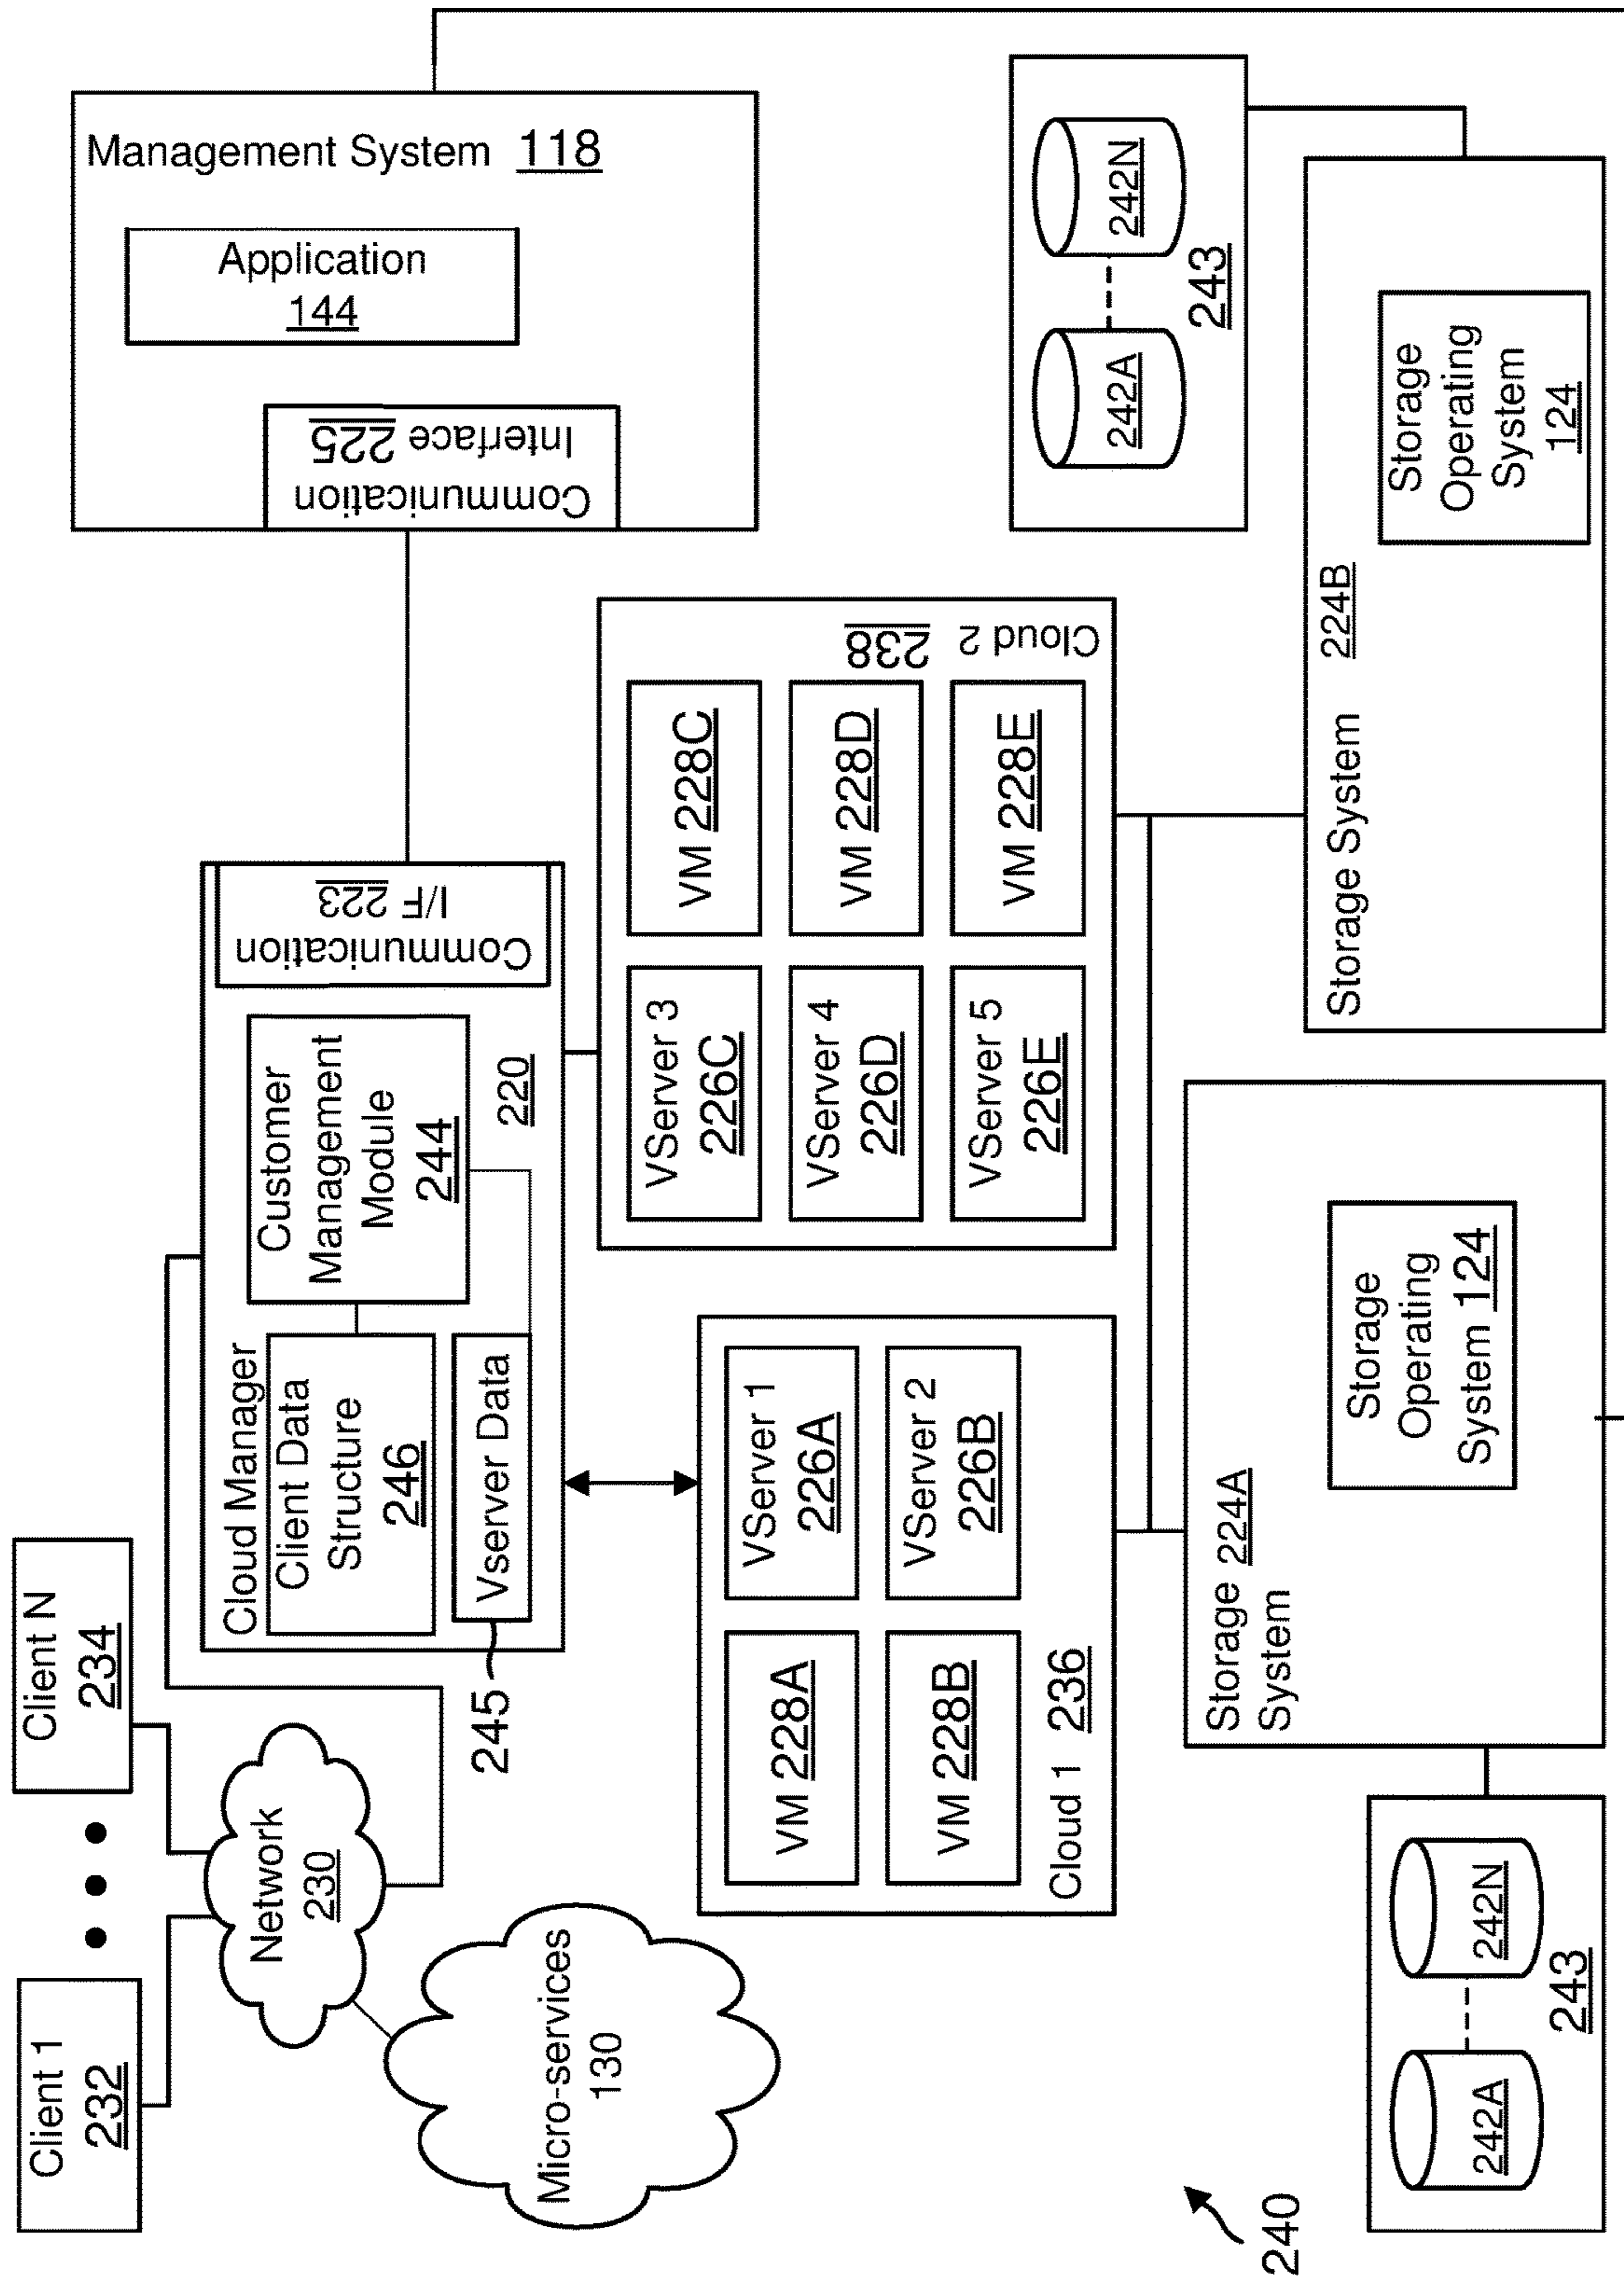 Client 1
232
Client N
234
Network
230
Micro-services
130
Cloud Manager
Client Data
Structure
246
Customer
Management
Module
244
Vserver Data
245
220
Communication
I/F 223
Management System 118
Application
144
Communication
Interface 225
VServer 1
226A
VM 228A
VServer 2
226B
VM 228B
Cloud 1 236
VServer 3
226C
VM 228C
VServer 4
226D
VM 228D
VServer 5
226E
VM 228E
Cloud 2 238
Storage 224A
System
Storage
Operating
System 124
Storage System 224B
Storage
Operating
System
124
242A
242N
243
242A
242N
243
240